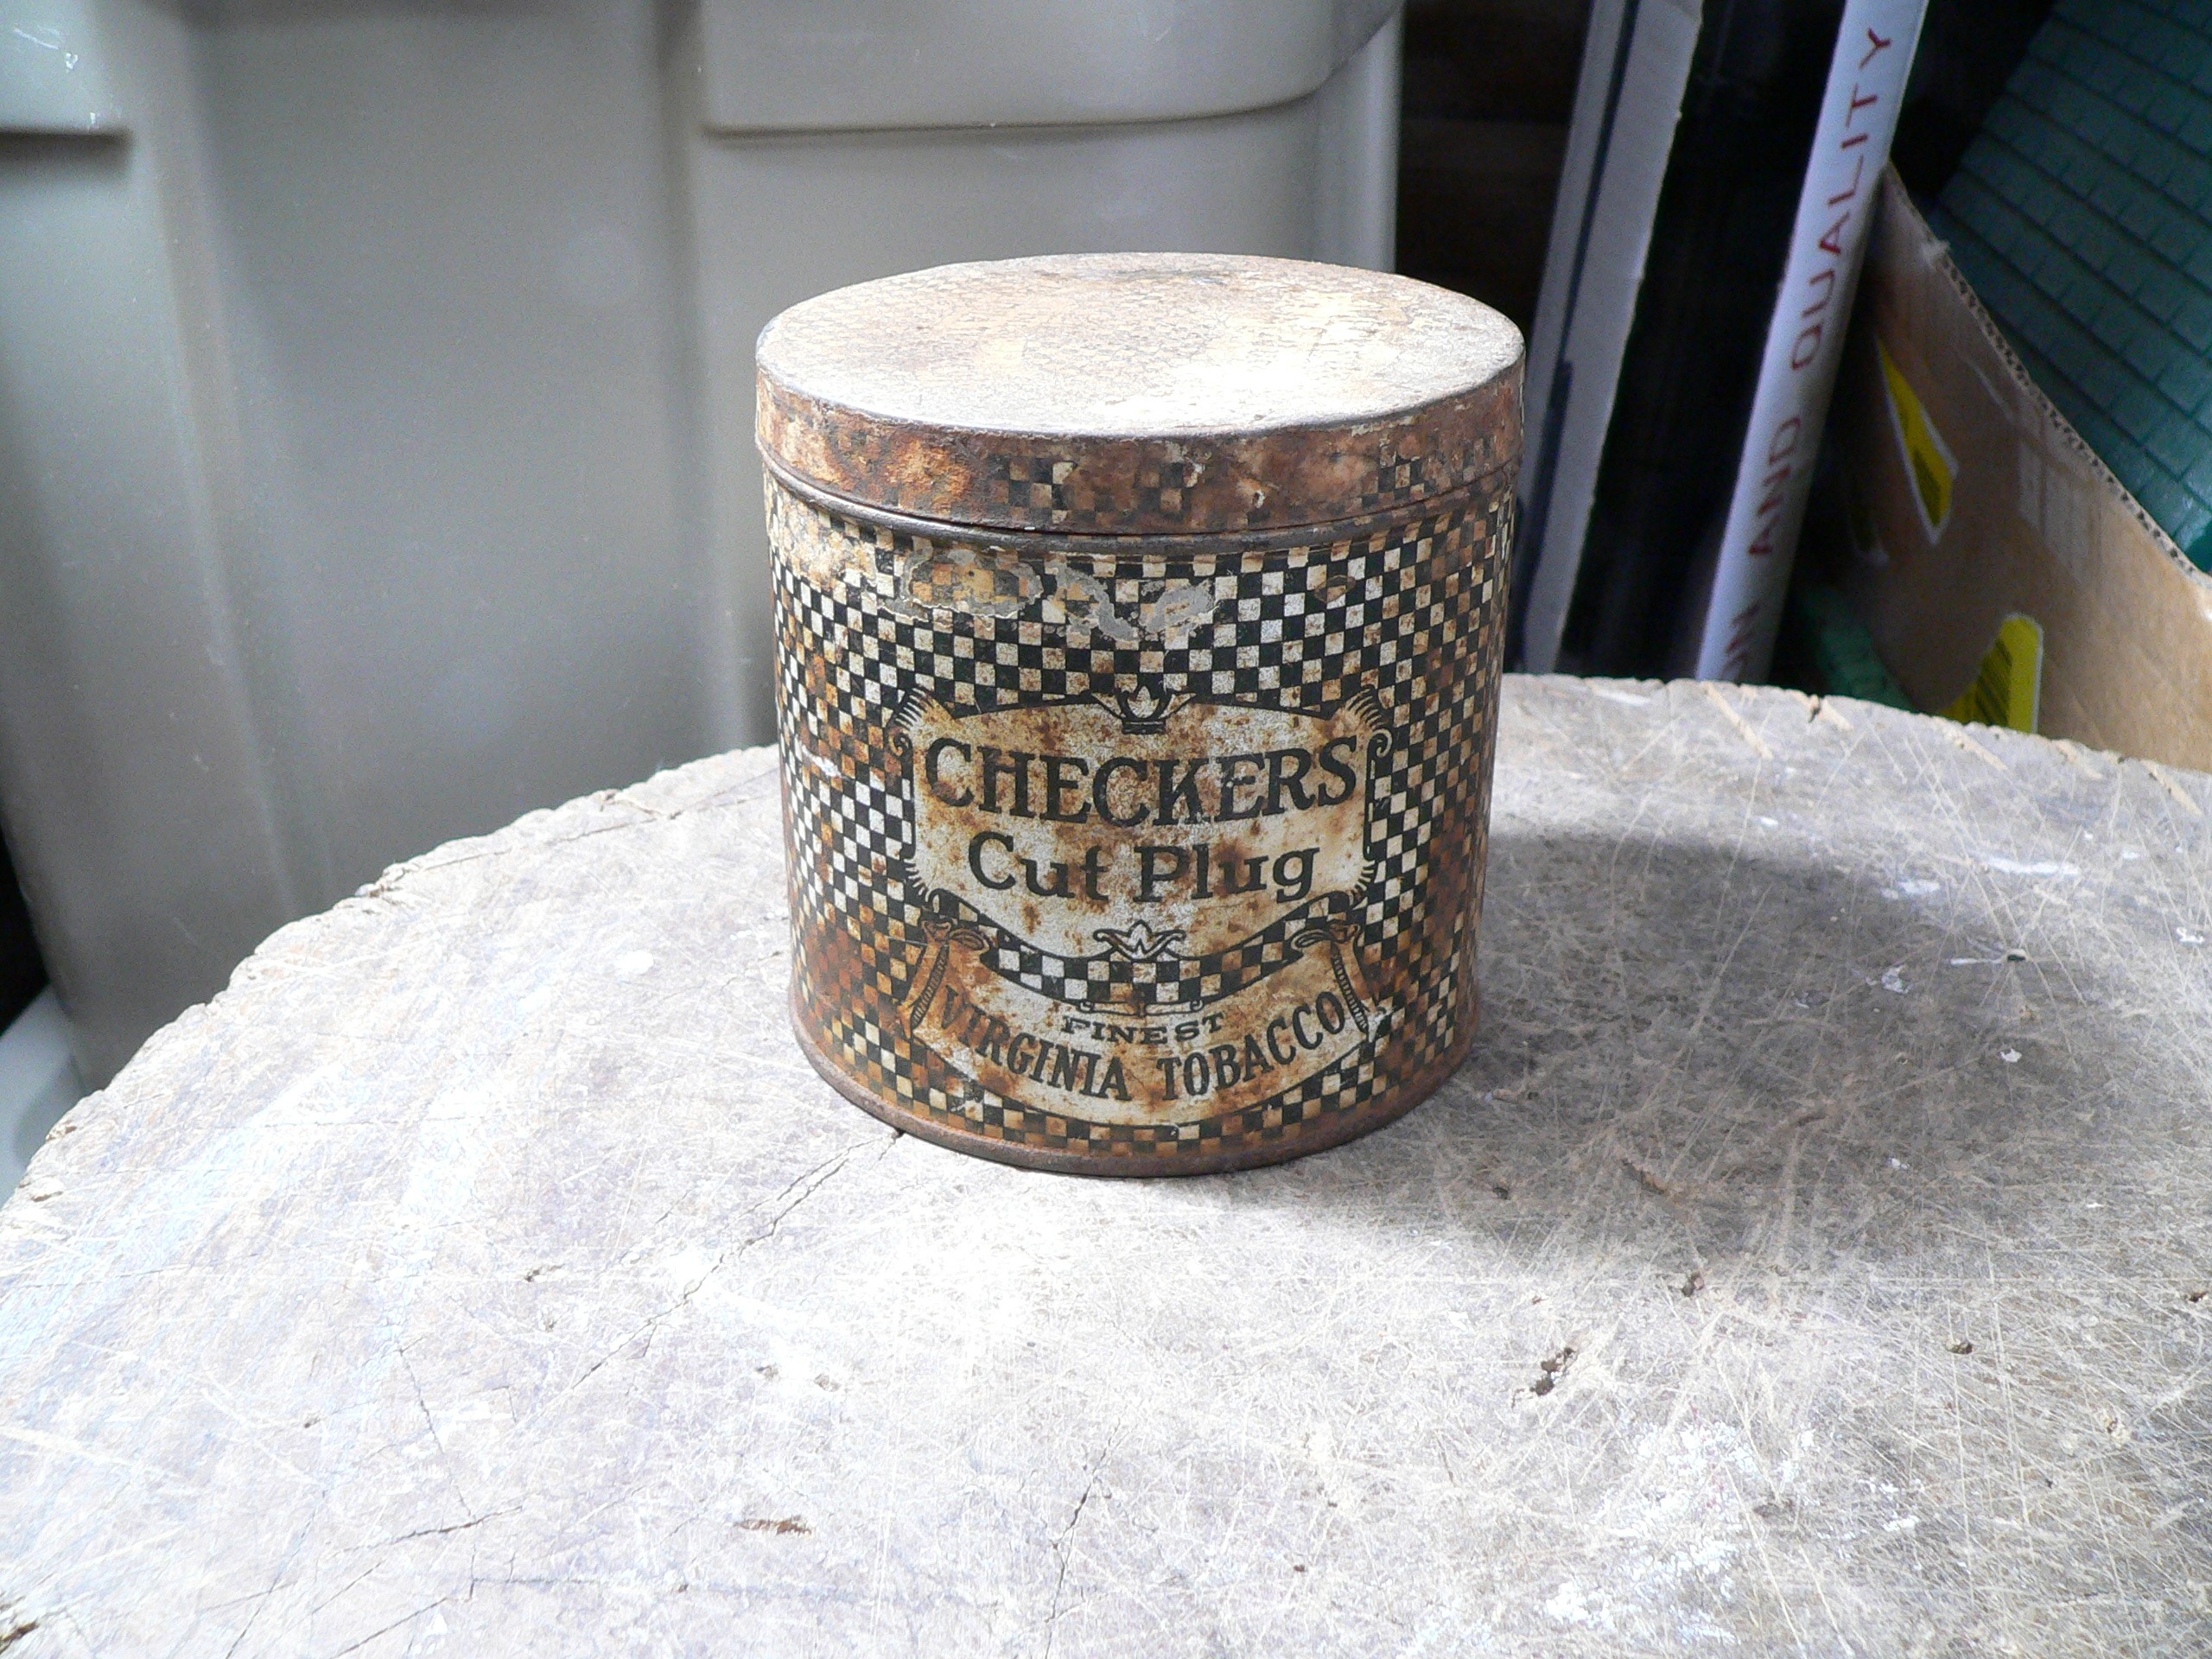 CHECKERS
Cut Plug
FINEST
VIRGINIA TOBACCO
AND QUALITY